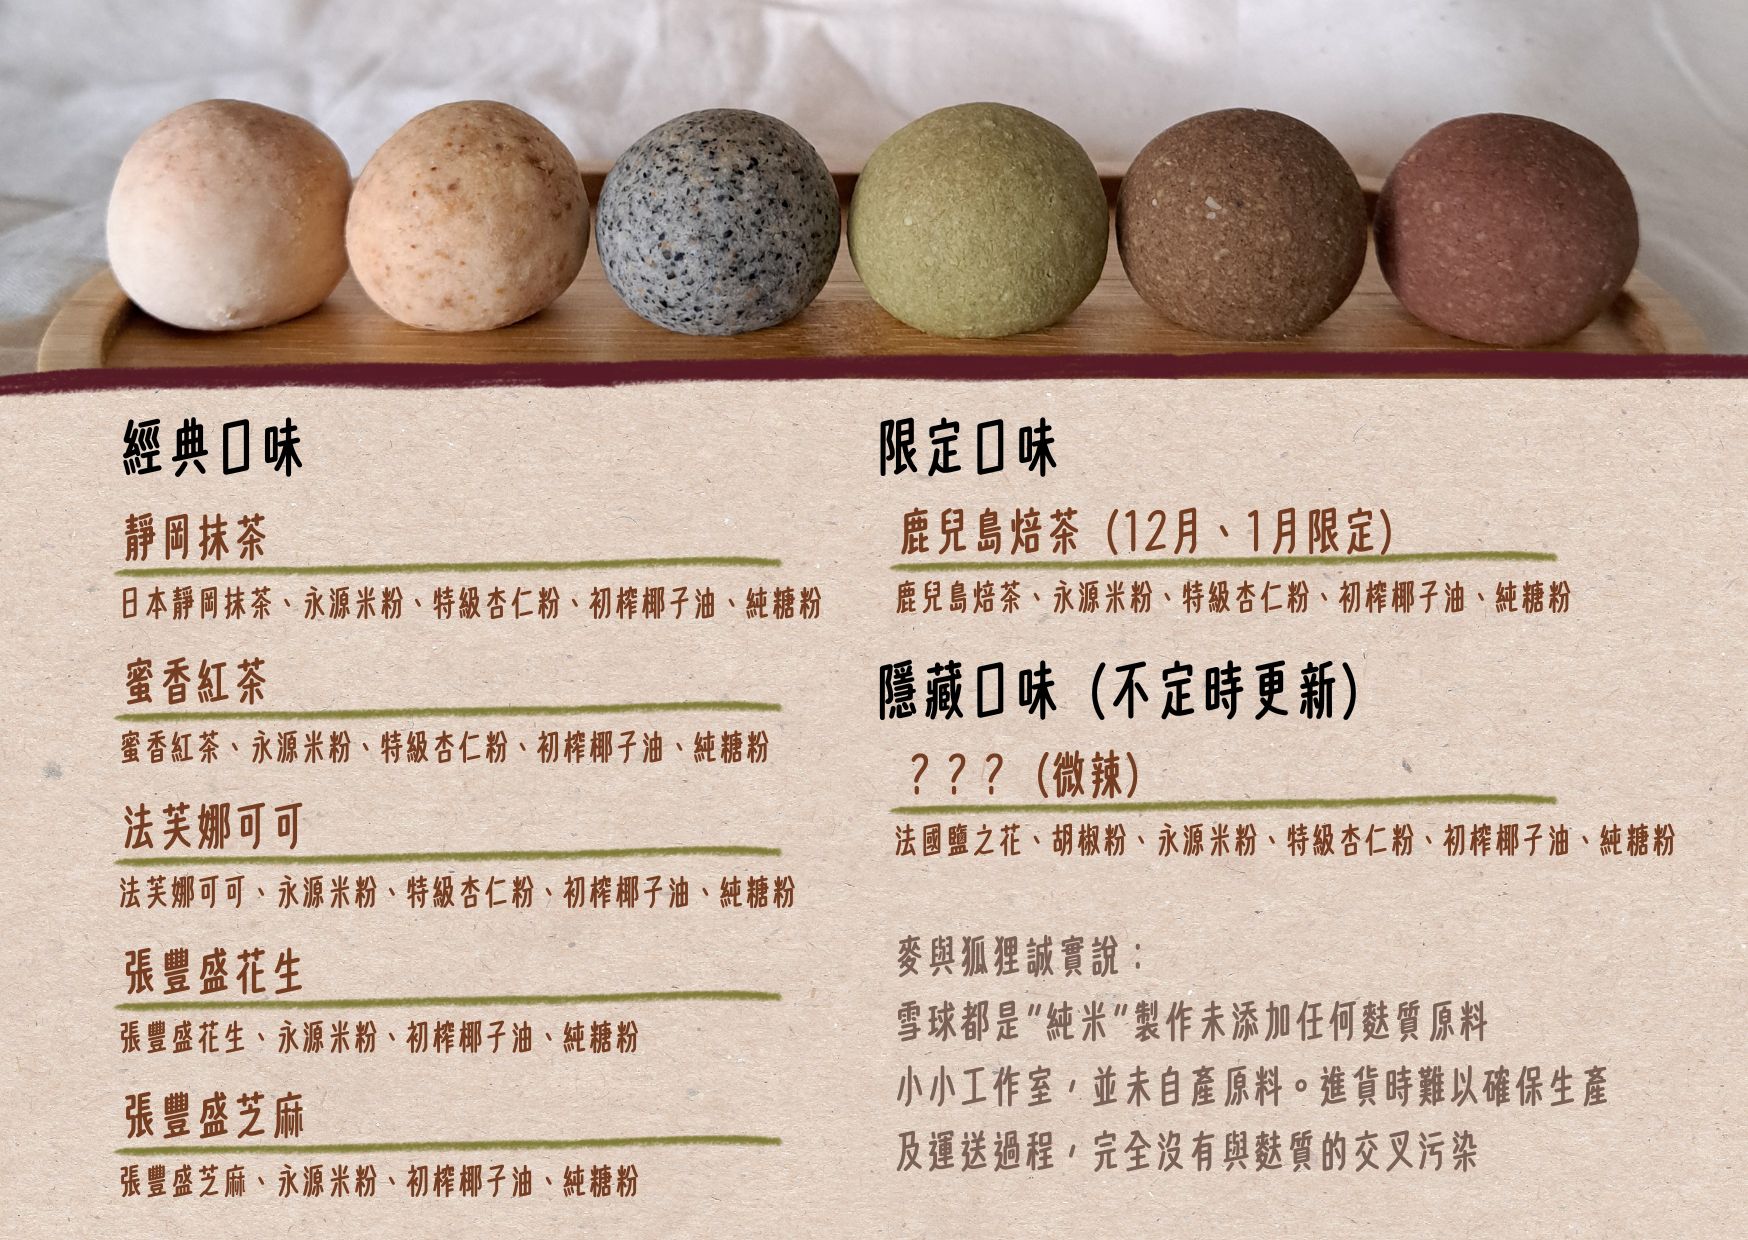 經典口味
靜岡抹茶
日本靜岡抹茶、永源米粉、特級杏仁粉、初榨椰子油、純糖粉
蜜香紅茶
蜜香紅茶、永源米粉、特級杏仁粉、初榨椰子油、純糖粉
法芙娜可可
法芙娜可可、永源米粉、特級杏仁粉、初榨椰子油、純糖粉
張豐盛花生
張豐盛花生、永源米粉、初榨椰子油、純糖粉
張豐盛芝麻
張豐盛芝麻、永源米粉、初榨椰子油、純糖粉
限定口味
鹿兒島焙茶（12月、1月限定）
鹿兒島焙茶、永源米粉、特級杏仁粉、初榨椰子油、純糖粉
隱藏口味（不定時更新）
？？？（微辣）
法國鹽之花、胡椒粉、永源米粉、特級杏仁粉、初榨椰子油、純糖粉
麥與狐狸誠實說：
雪球都是"純米"製作未添加任何麩質原料
小小工作室，並未自產原料。進貨時難以確保生產
及運送過程，完全沒有與麩質的交叉污染